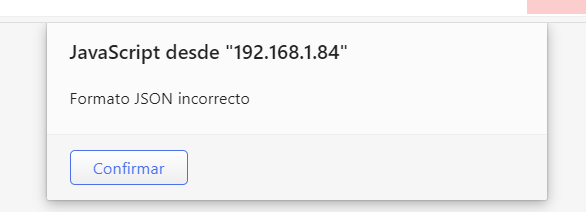 JavaScript desde "192.168.1.84"
Formato JSON incorrecto
Confirmar